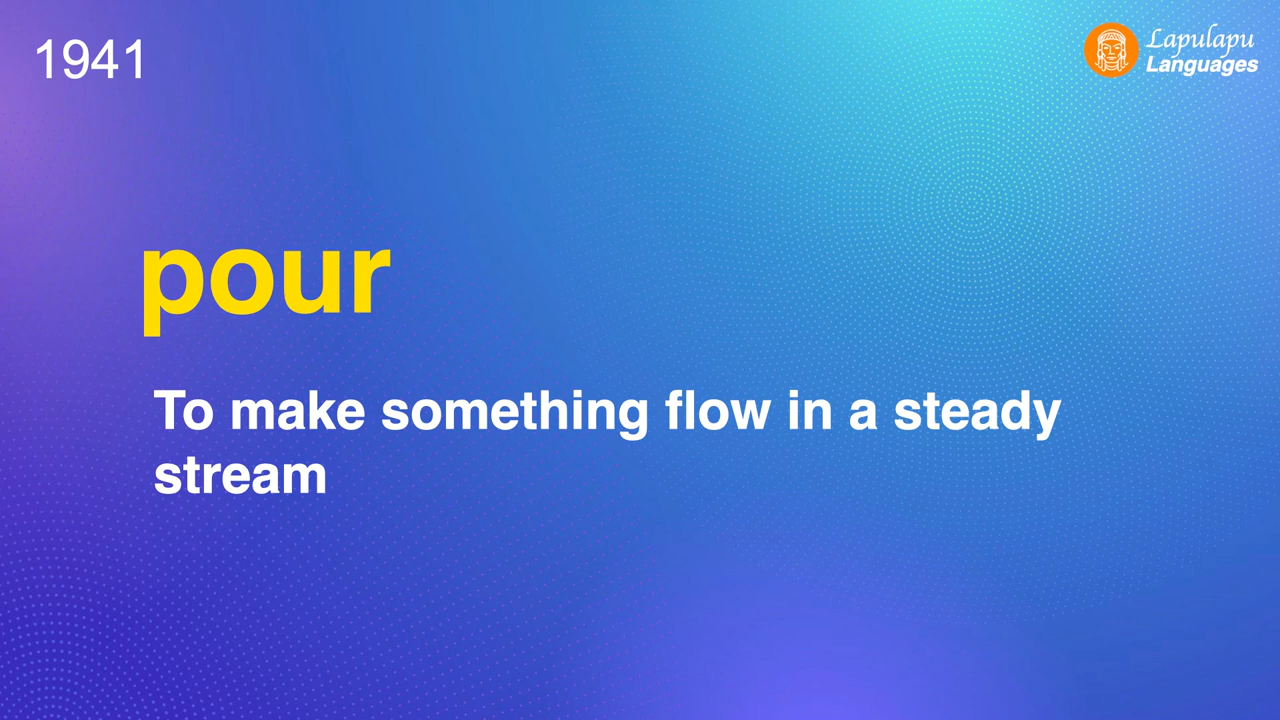 1941
Lapulapu
Languages
pour
To make something flow in a steady
stream